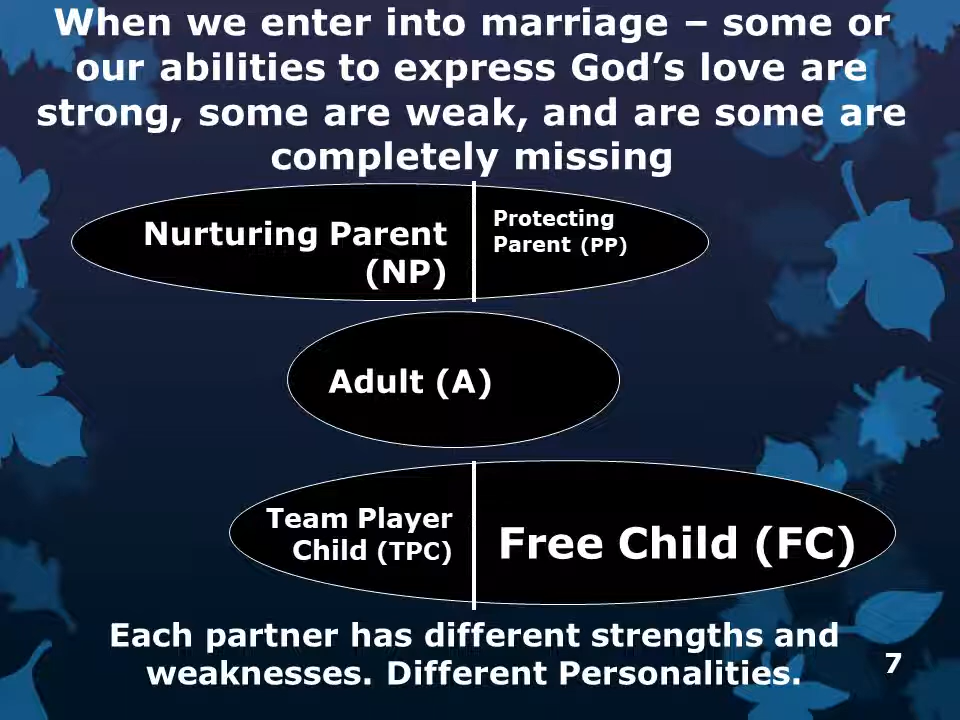 When we enter into marriage – some or
our abilities to express God’s love are
strong, some are weak, and are some are
completely missing
Nurturing Parent
(NP)
Protecting
Parent (PP)
Adult (A)
Team Player
Child (TPC)
Free Child (FC)
Each partner has different strengths and
weaknesses. Different Personalities.
7